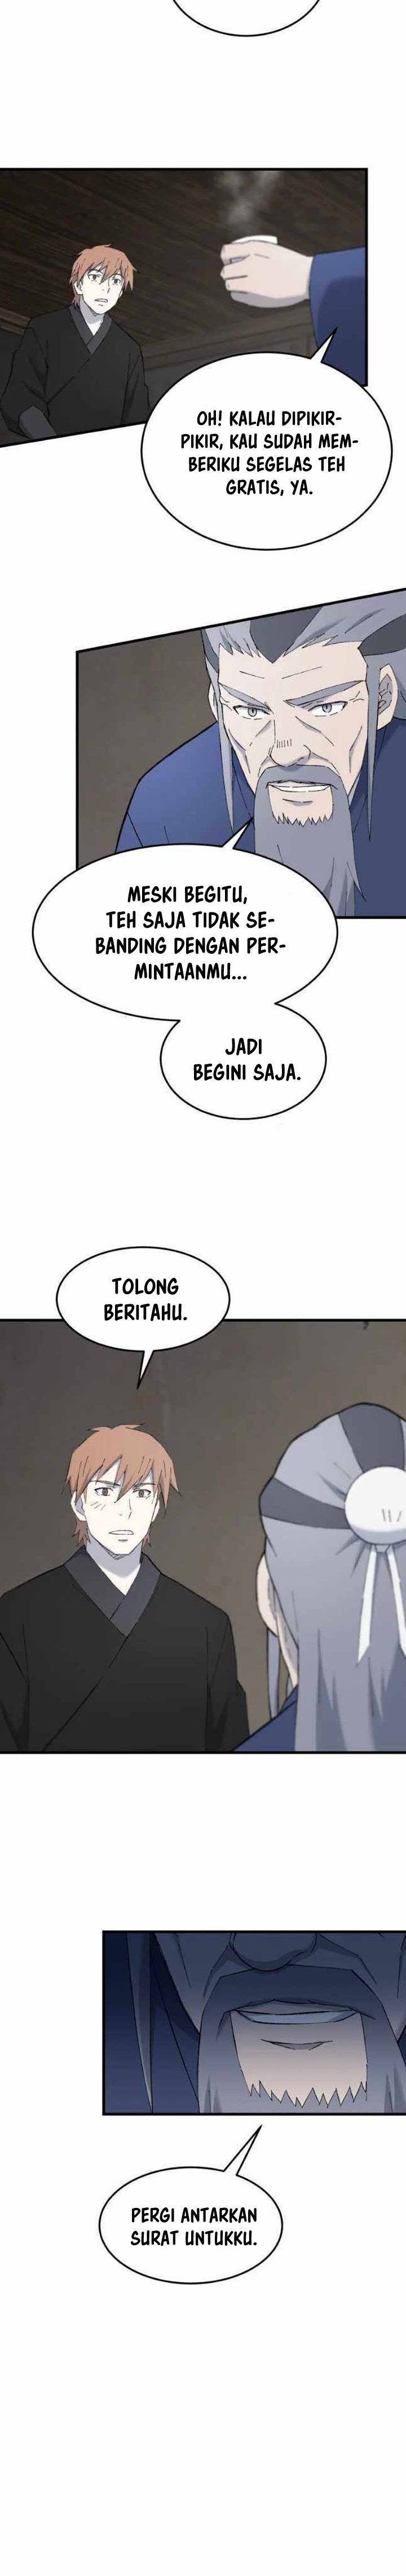 OH! KALAU DIPIKIR-
PIKIR, KAU SUDAH MEM-
BERIKU SEGELAS TEH
GRATIS, YA.
MESKI BEGITU,
TEH SAJA TIDAK SE-
BANDING DENGAN PER-
MINTAANMU...
JADI
BEGINI SAJA.
TOLONG
BERITAHU.
PERGI ANTARKAN
SURAT UNTUKKU.